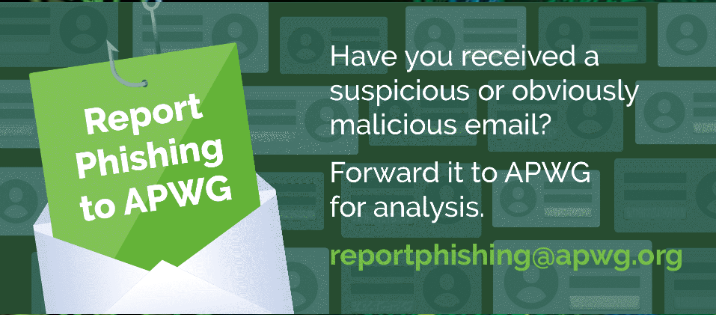 Report
Phishing
to APWG
Have you received a
suspicious or obviously
malicious email?
Forward it to APWG
for analysis.
reportphishing@apwg.org